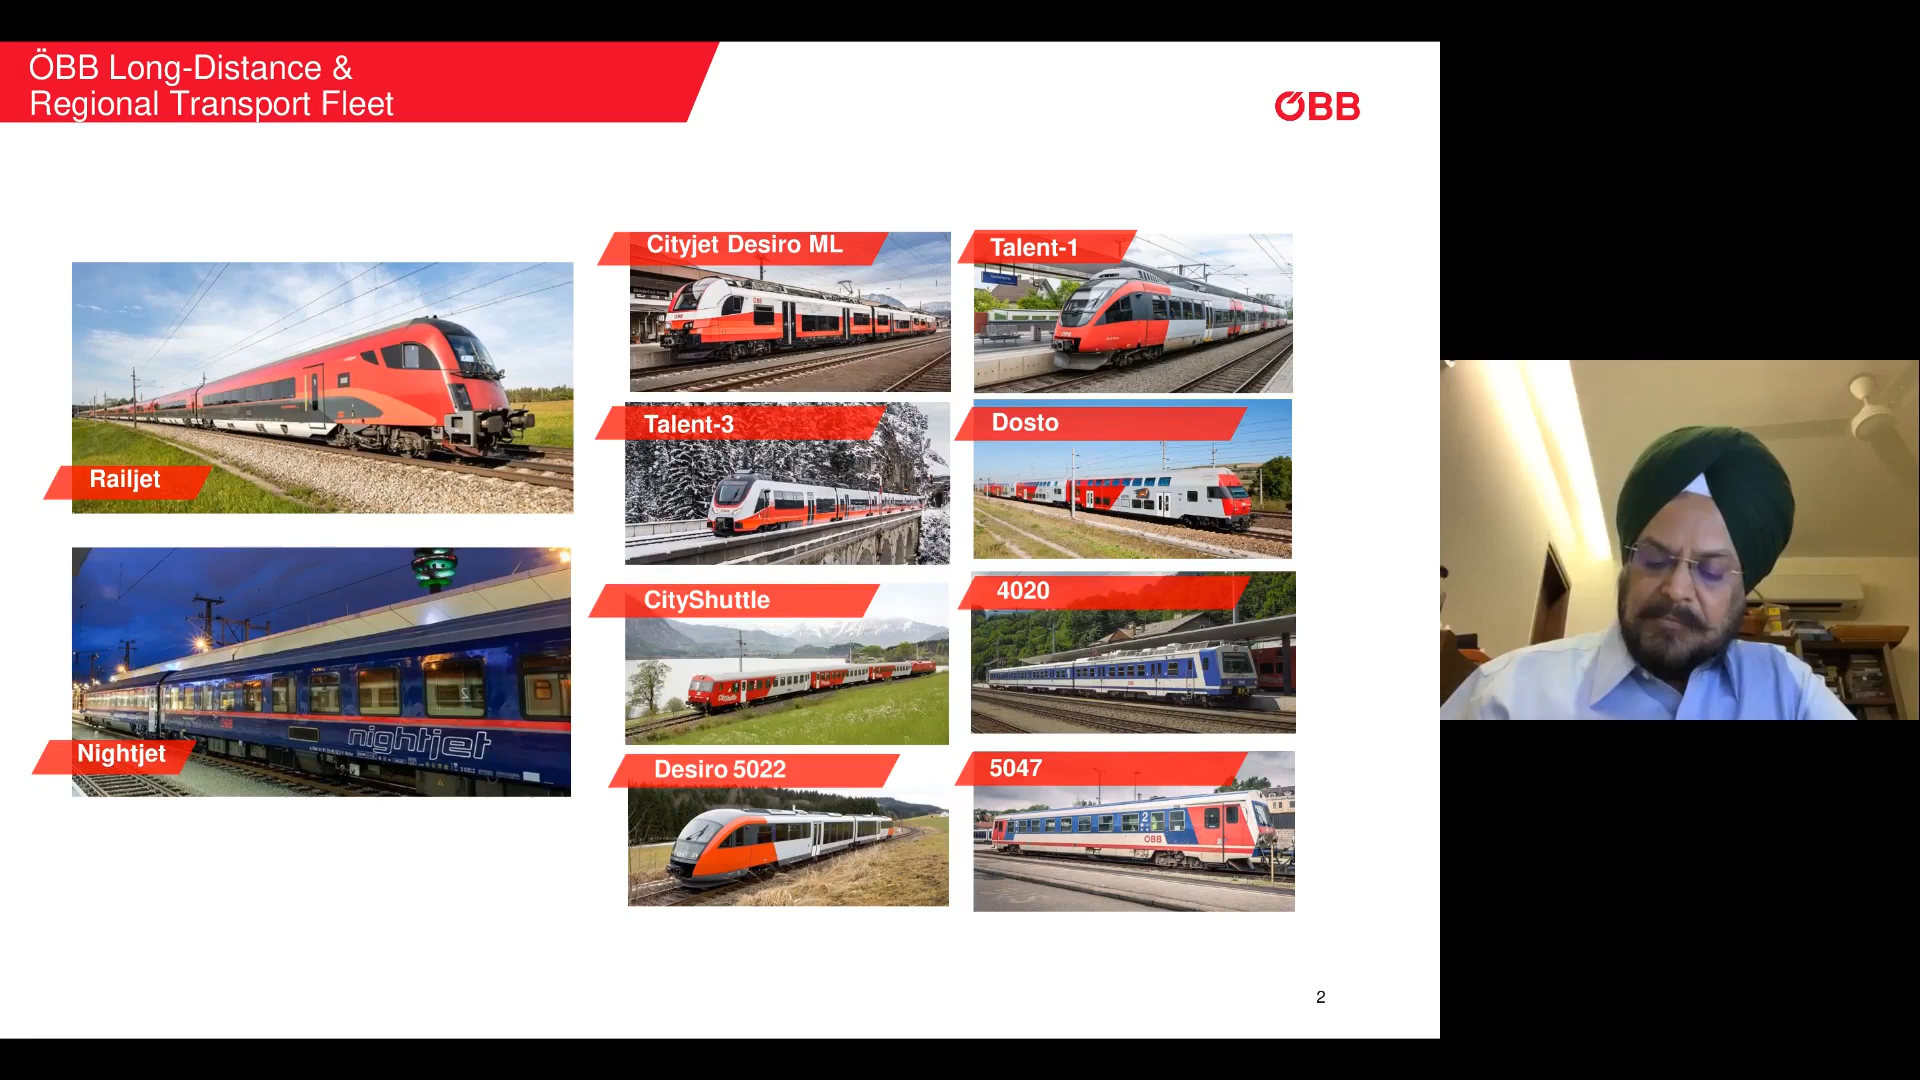 ÖBB Long-Distance &
Regional Transport Fleet
ÖBB
Railjet
nightjet
Nightjet
Cityjet Desiro ML
Talent-1
Talent-3
Dosto
CityShuttle
4020
Desiro 5022
5047
ÖBB
2